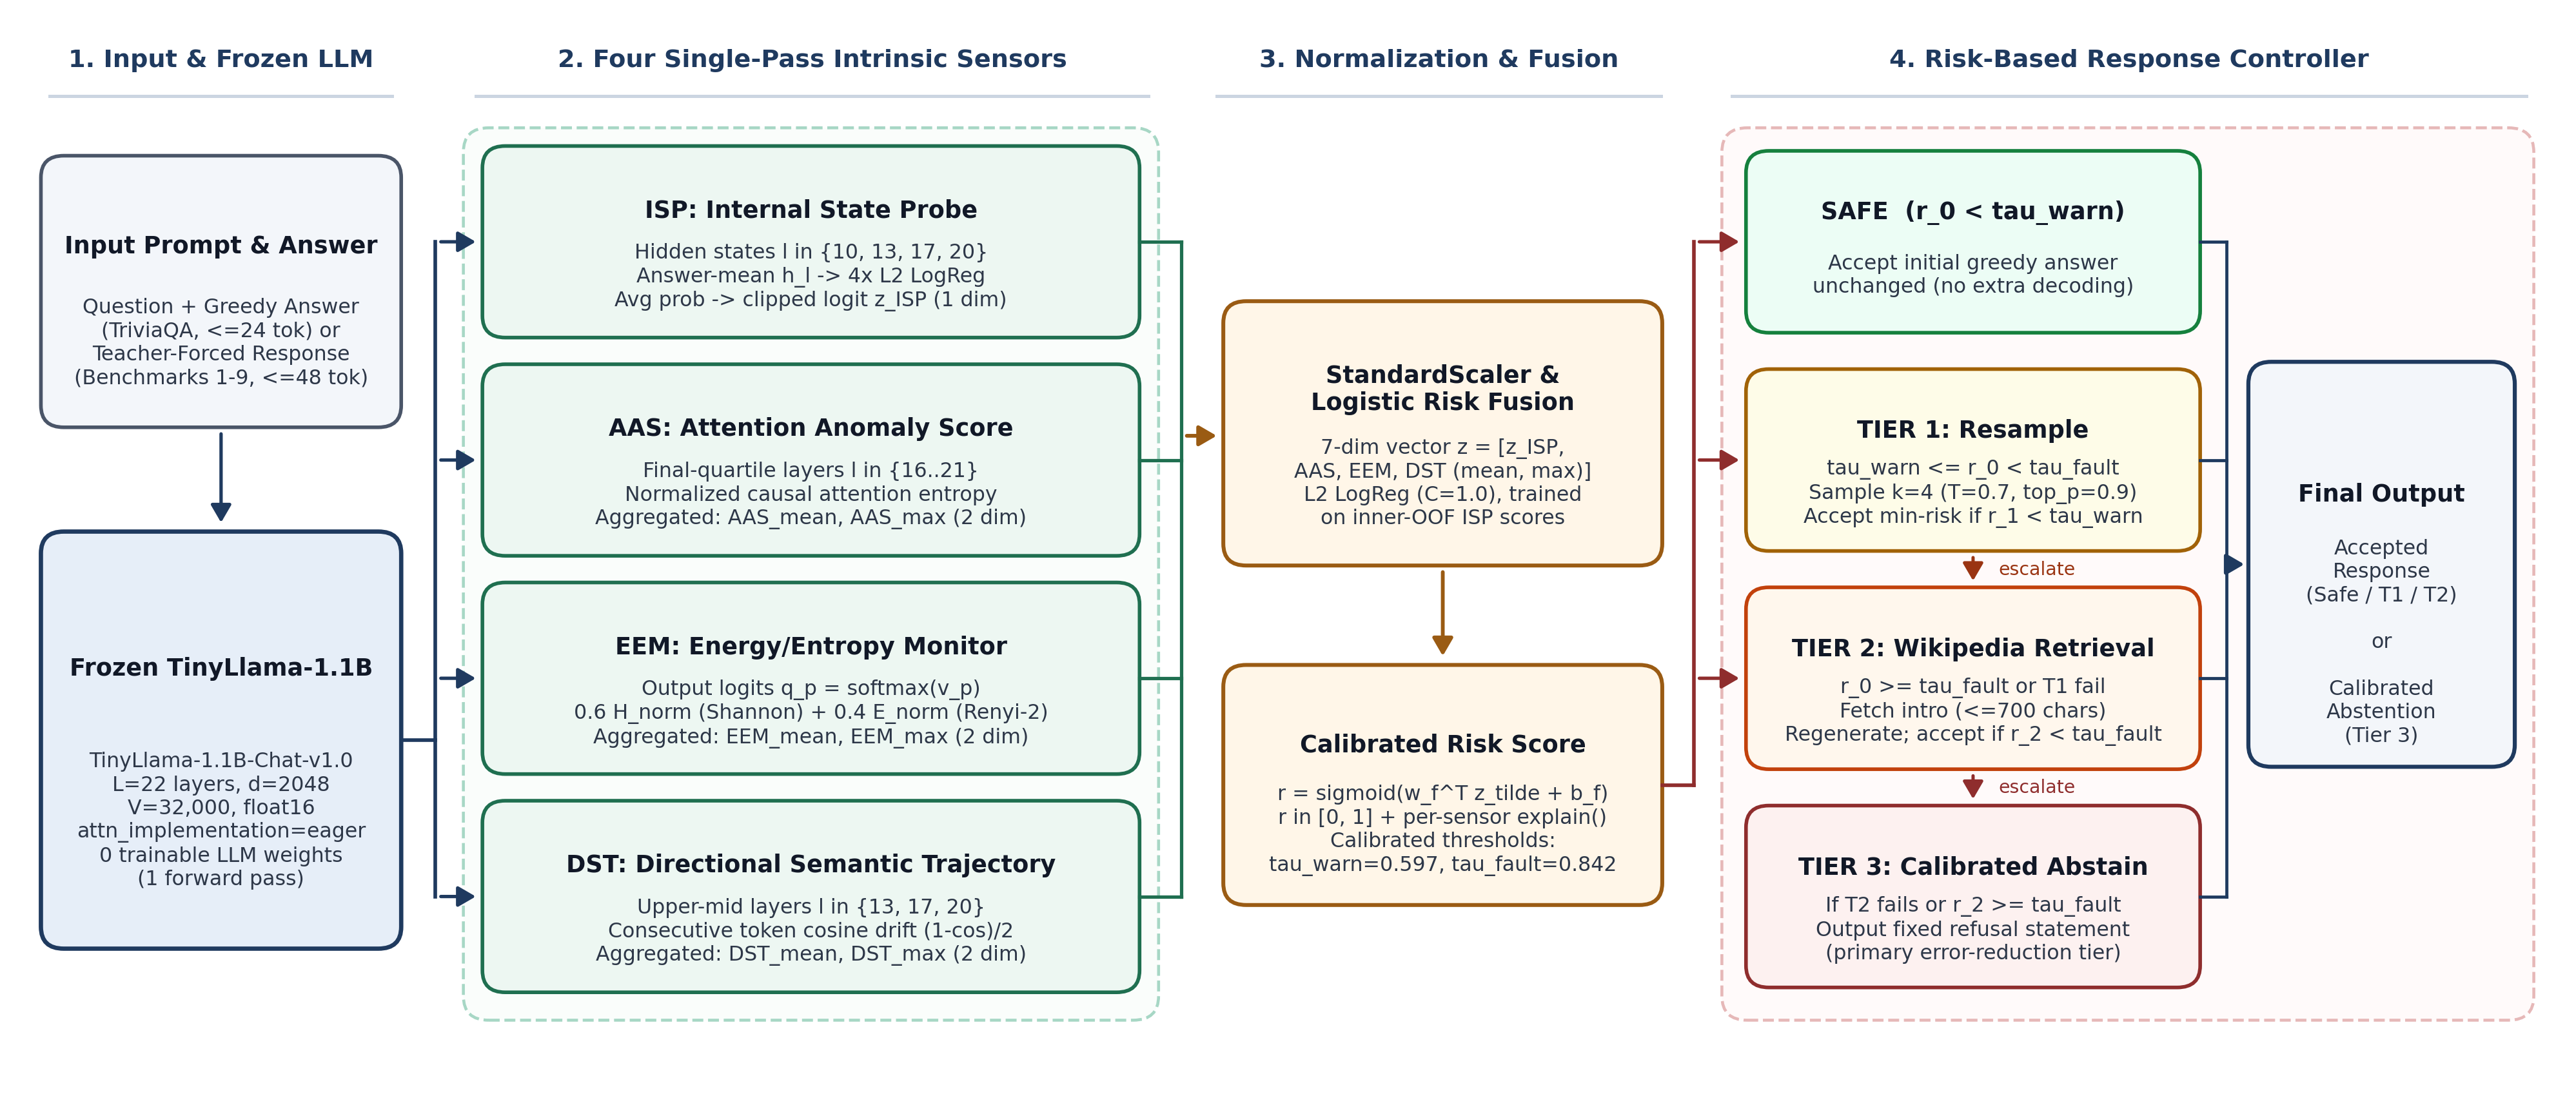 1. Input & Frozen LLM
Input Prompt & Answer
Question + Greedy Answer
(TriviaQA, <=24 tok) or
Teacher-Forced Response
(Benchmarks 1-9, <=48 tok)
Frozen TinyLlama-1.1B
TinyLlama-1.1B-Chat-v1.0
L=22 layers, d=2048
V=32,000, float16
attn_implementation=eager
0 trainable LLM weights
(1 forward pass)
2. Four Single-Pass Intrinsic Sensors
ISP: Internal State Probe
Hidden states l in {10, 13, 17, 20}
Answer-mean h_l -> 4x L2 LogReg
Avg prob -> clipped logit z_ISP (1 dim)
AAS: Attention Anomaly Score
Final-quartile layers l in {16..21}
Normalized causal attention entropy
Aggregated: AAS_mean, AAS_max (2 dim)
EEM: Energy/Entropy Monitor
Output logits q_p = softmax(v_p)
0.6 H_norm (Shannon) + 0.4 E_norm (Renyi-2)
Aggregated: EEM_mean, EEM_max (2 dim)
DST: Directional Semantic Trajectory
Upper-mid layers l in {13, 17, 20}
Consecutive token cosine drift (1-cos)/2
Aggregated: DST_mean, DST_max (2 dim)
3. Normalization & Fusion
StandardScaler &
Logistic Risk Fusion
7-dim vector z = [z_ISP,
AAS, EEM, DST (mean, max)]
L2 LogReg (C=1.0), trained
on inner-OOF ISP scores
Calibrated Risk Score
r = sigmoid(w_f^T z_tilde + b_f)
r in [0, 1] + per-sensor explain()
Calibrated thresholds:
tau_warn=0.597, tau_fault=0.842
4. Risk-Based Response Controller
SAFE  (r_0 < tau_warn)
Accept initial greedy answer
unchanged (no extra decoding)
TIER 1: Resample
tau_warn <= r_0 < tau_fault
Sample k=4 (T=0.7, top_p=0.9)
Accept min-risk if r_1 < tau_warn
escalate
TIER 2: Wikipedia Retrieval
r_0 >= tau_fault or T1 fail
Fetch intro (<=700 chars)
Regenerate; accept if r_2 < tau_fault
escalate
TIER 3: Calibrated Abstain
If T2 fails or r_2 >= tau_fault
Output fixed refusal statement
(primary error-reduction tier)
Final Output
Accepted
Response
(Safe / T1 / T2)
or
Calibrated
Abstention
(Tier 3)